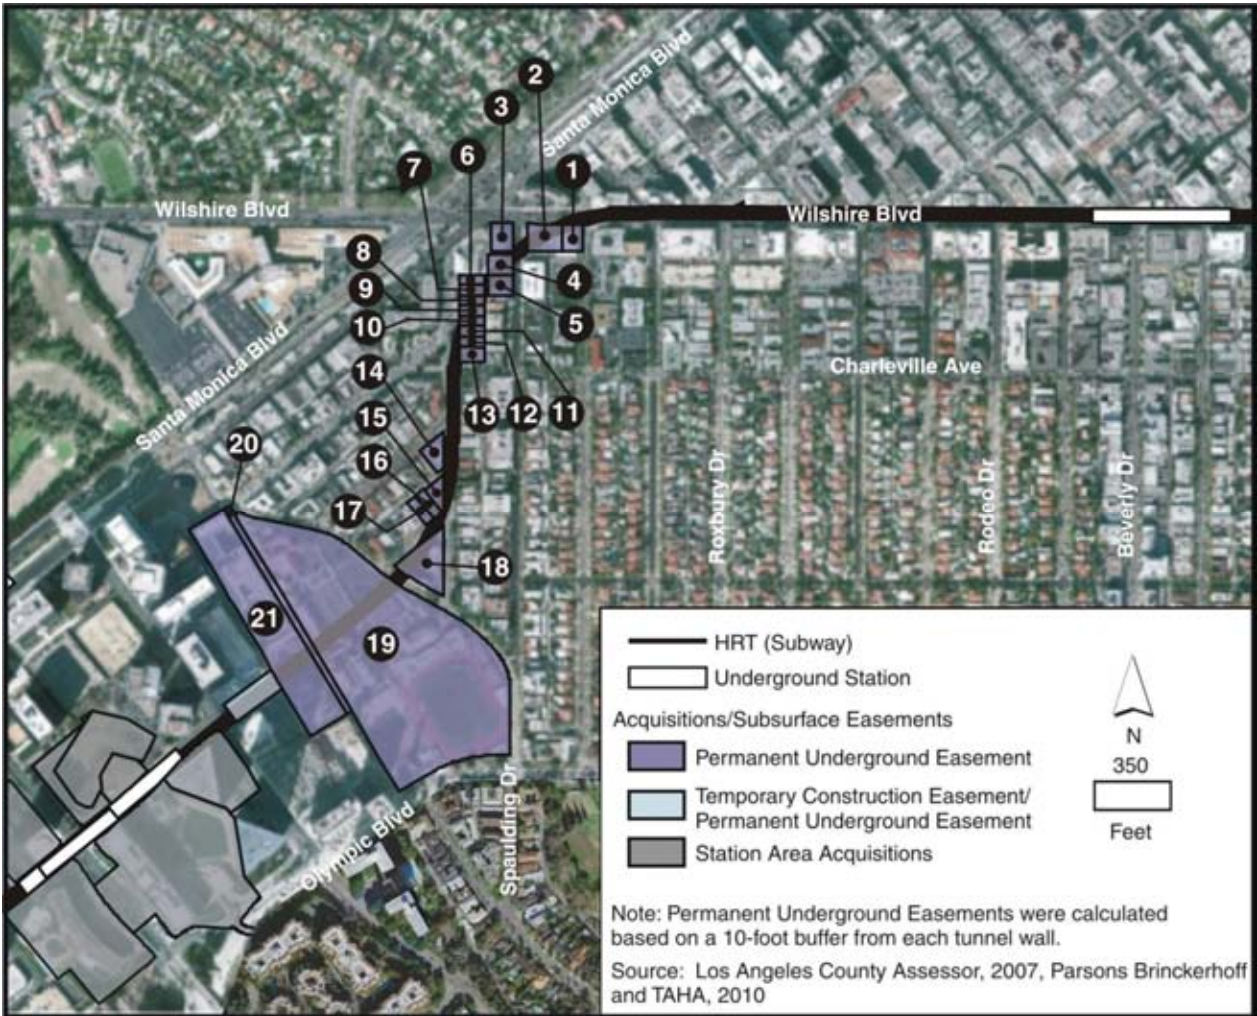 2
Santa Monica Blvd
3
6
7
1
Wilshire Blvd
Wilshire Blvd
8
4
9
5
10
Santa Monica Blvd
14
Charleville Ave
15
13
12
11
20
16
17
Roxbury Dr
Rodeo Dr
Beverly Dr
18
21
19
HRT (Subway)
Underground Station
Acquisitions/Subsurface Easements
Permanent Underground Easement
Temporary Construction Easement/
Permanent Underground Easement
Station Area Acquisitions
N
350
Feet
Spaulding Dr
Olympic Blvd
Note: Permanent Underground Easements were calculated
based on a 10-foot buffer from each tunnel wall.
Source: Los Angeles County Assessor, 2007, Parsons Brinckerhoff
and TAHA, 2010